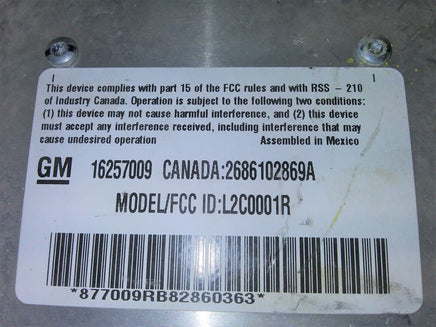 This device complies with part 15 of the FCC rules and with RSS – 210
of Industry Canada. Operation is subject to the following two conditions:
(1) this device may not cause harmful interference, and (2) this device
must accept any interference received, including interference that may
cause undesired operation Assembled in Mexico
GM 16257009 CANADA:2686102869A
MODEL/FCC ID:L2C0001R
*877009RB82860363*